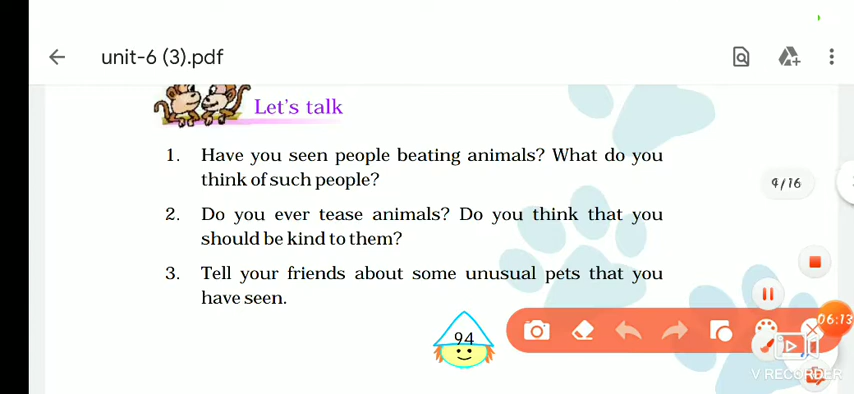 unit-6 (3).pdf
Let's talk
1. Have you seen people beating animals? What do you
think of such people?
9/16
2. Do you ever tease animals? Do you think that you
should be kind to them?
3. Tell your friends about some unusual pets that you
have seen.
94
06:13
V RECORDER